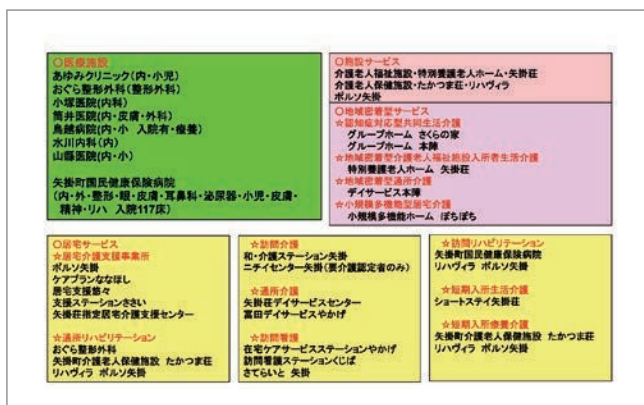 〇医療施設
あゆみクリニック(内・小児)
おぐら整形外科(整形外科)
小塚医院(内科)
筒井医院(内・皮膚・外科)
鳥越病院(内・小 入院有・療養)
水川内科(内)
山縣医院(内・小)
矢掛町国民健康保険病院
(内・外・整形・眼・皮膚・耳鼻科・泌尿器・小児・皮膚・
精神・リハ 入院117床)
〇施設サービス
介護老人福祉施設・特別養護老人ホーム・矢掛荘
介護老人保健施設・たかつま荘・リハヴィラ
ポルソ矢掛
〇地域密着型サービス
☆認知症対応型共同生活介護
グループホーム さくらの家
グループホーム 本陣
☆地域密着型介護老人福祉施設入所者生活介護
特別養護老人ホーム 矢掛荘
☆地域密着型通所介護
デイサービス本陣
☆小規模多機能型居宅介護
小規模多機能ホーム ぽちぽち
〇居宅サービス
☆居宅介護支援事業所
ポルソ矢掛
ケアプランななほし
居宅支援悠々
支援ステーションささい
矢掛荘指定居宅介護支援センター
☆通所リハビリテーション
おぐら整形外科
矢掛町介護老人保健施設 たかつま荘
リハヴィラ ポルソ矢掛
☆訪問介護
和・介護ステーション矢掛
ニチイセンター矢掛(要介護認定者のみ)
☆通所介護
矢掛荘デイサービスセンター
富田デイサービスやかげ
☆訪問看護
在宅ケアサービスステーションやかげ
訪問看護ステーションくじば
さてらいと 矢掛
☆訪問リハビリテーション
矢掛町国民健康保険病院
リハヴィラ ポルソ矢掛
☆短期入所生活介護
ショートステイ矢掛荘
☆短期入所療養介護
矢掛町介護老人保健施設 たかつま荘
リハヴィラ ポルソ矢掛